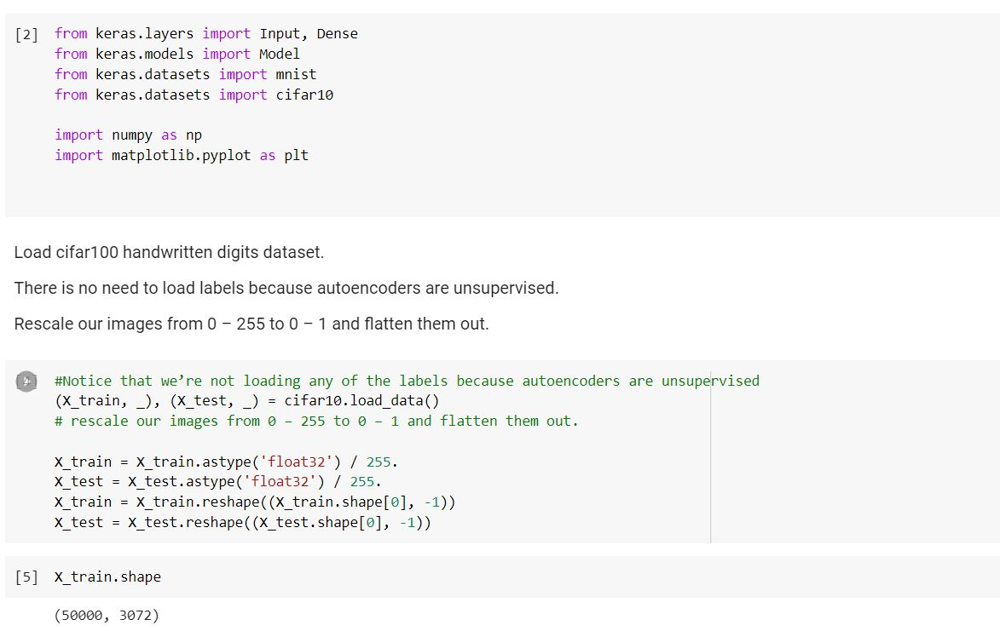 [2] from keras.layers import Input, Dense
from keras.models import Model
from keras.datasets import mnist
from keras.datasets import cifar10
import numpy as np
import matplotlib.pyplot as plt
Load cifar100 handwritten digits dataset.
There is no need to load labels because autoencoders are unsupervised.
Rescale our images from 0 – 255 to 0 – 1 and flatten them out.
#Notice that we’re not loading any of the labels because autoencoders are unsupervised
(X_train, _), (X_test, _) = cifar10.load_data()
# rescale our images from 0 – 255 to 0 – 1 and flatten them out.
X_train = X_train.astype('float32') / 255.
X_test = X_test.astype('float32') / 255.
X_train = X_train.reshape((X_train.shape[0], -1))
X_test = X_test.reshape((X_test.shape[0], -1))
[5] X_train.shape
(50000, 3072)